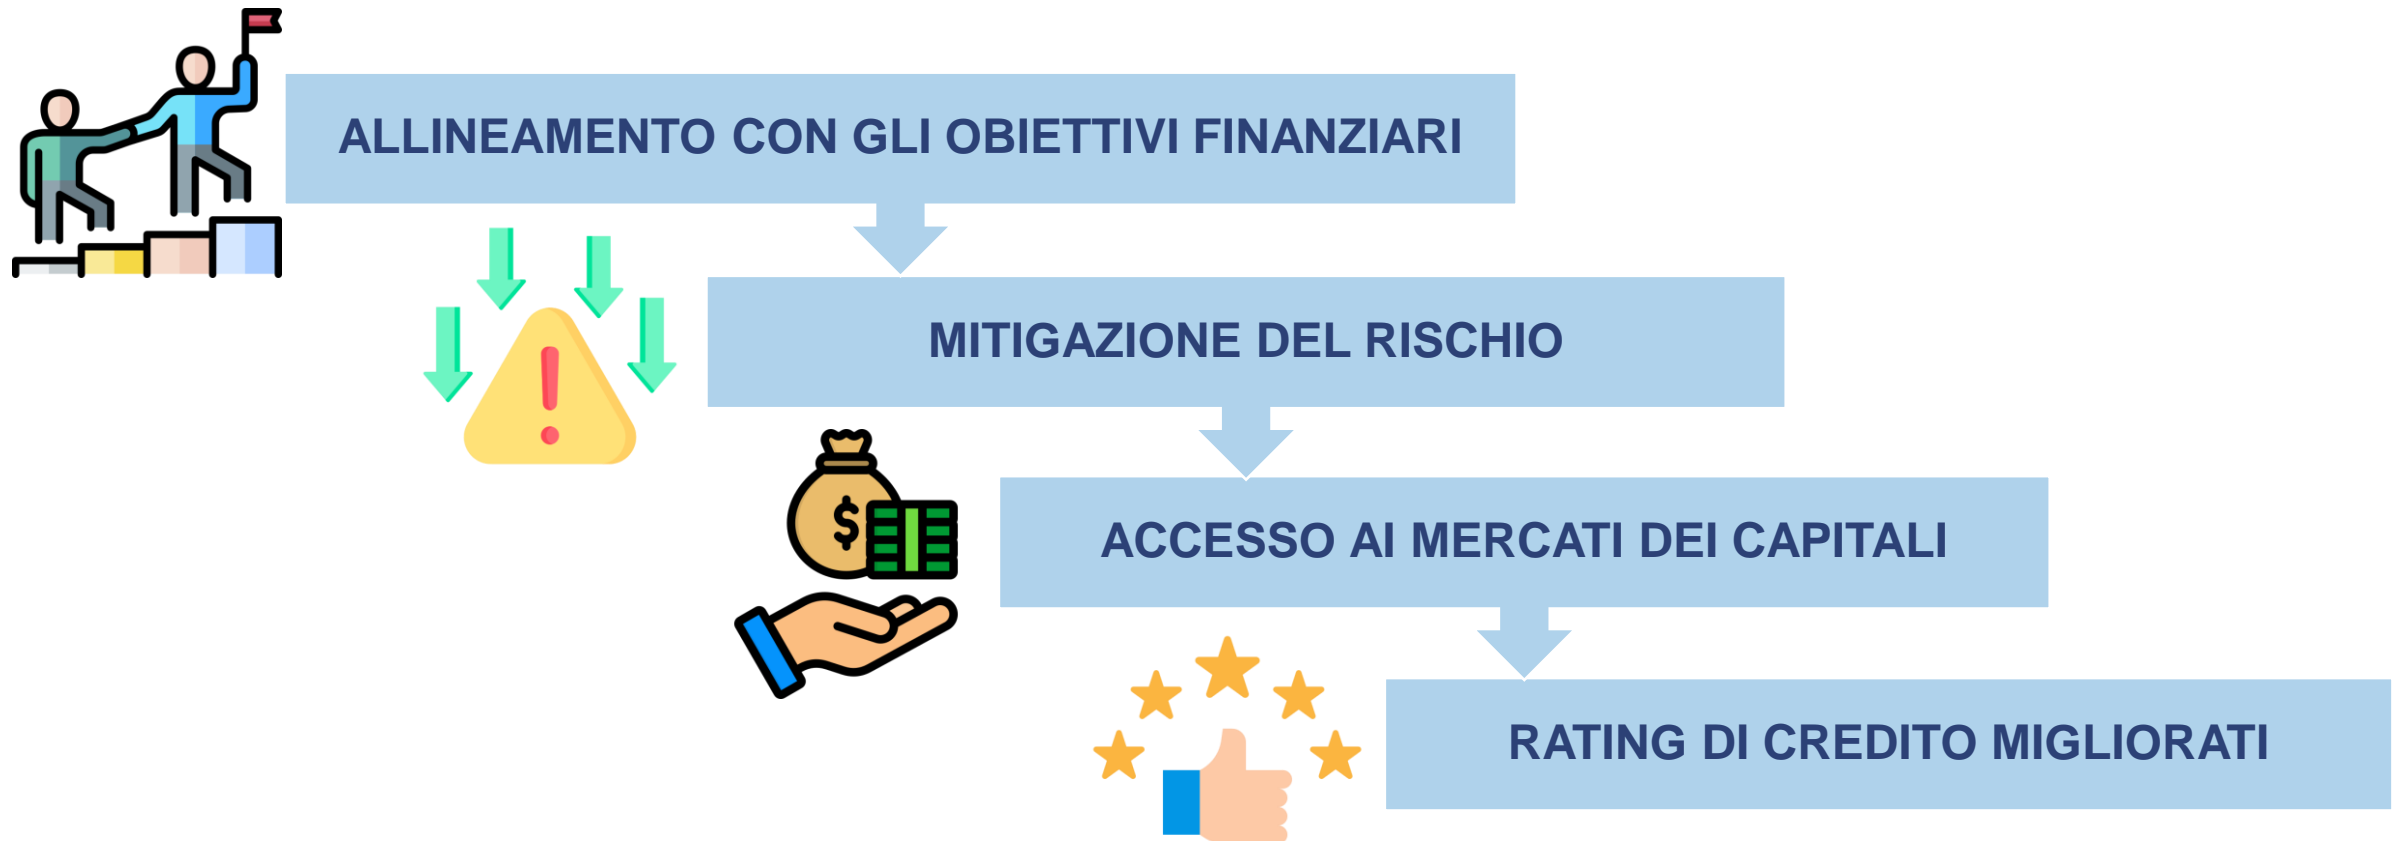 ALLINEAMENTO CON GLI OBIETTIVI FINANZIARI
MITIGAZIONE DEL RISCHIO
$
ACCESSO AI MERCATI DEI CAPITALI
RATING DI CREDITO MIGLIORATI